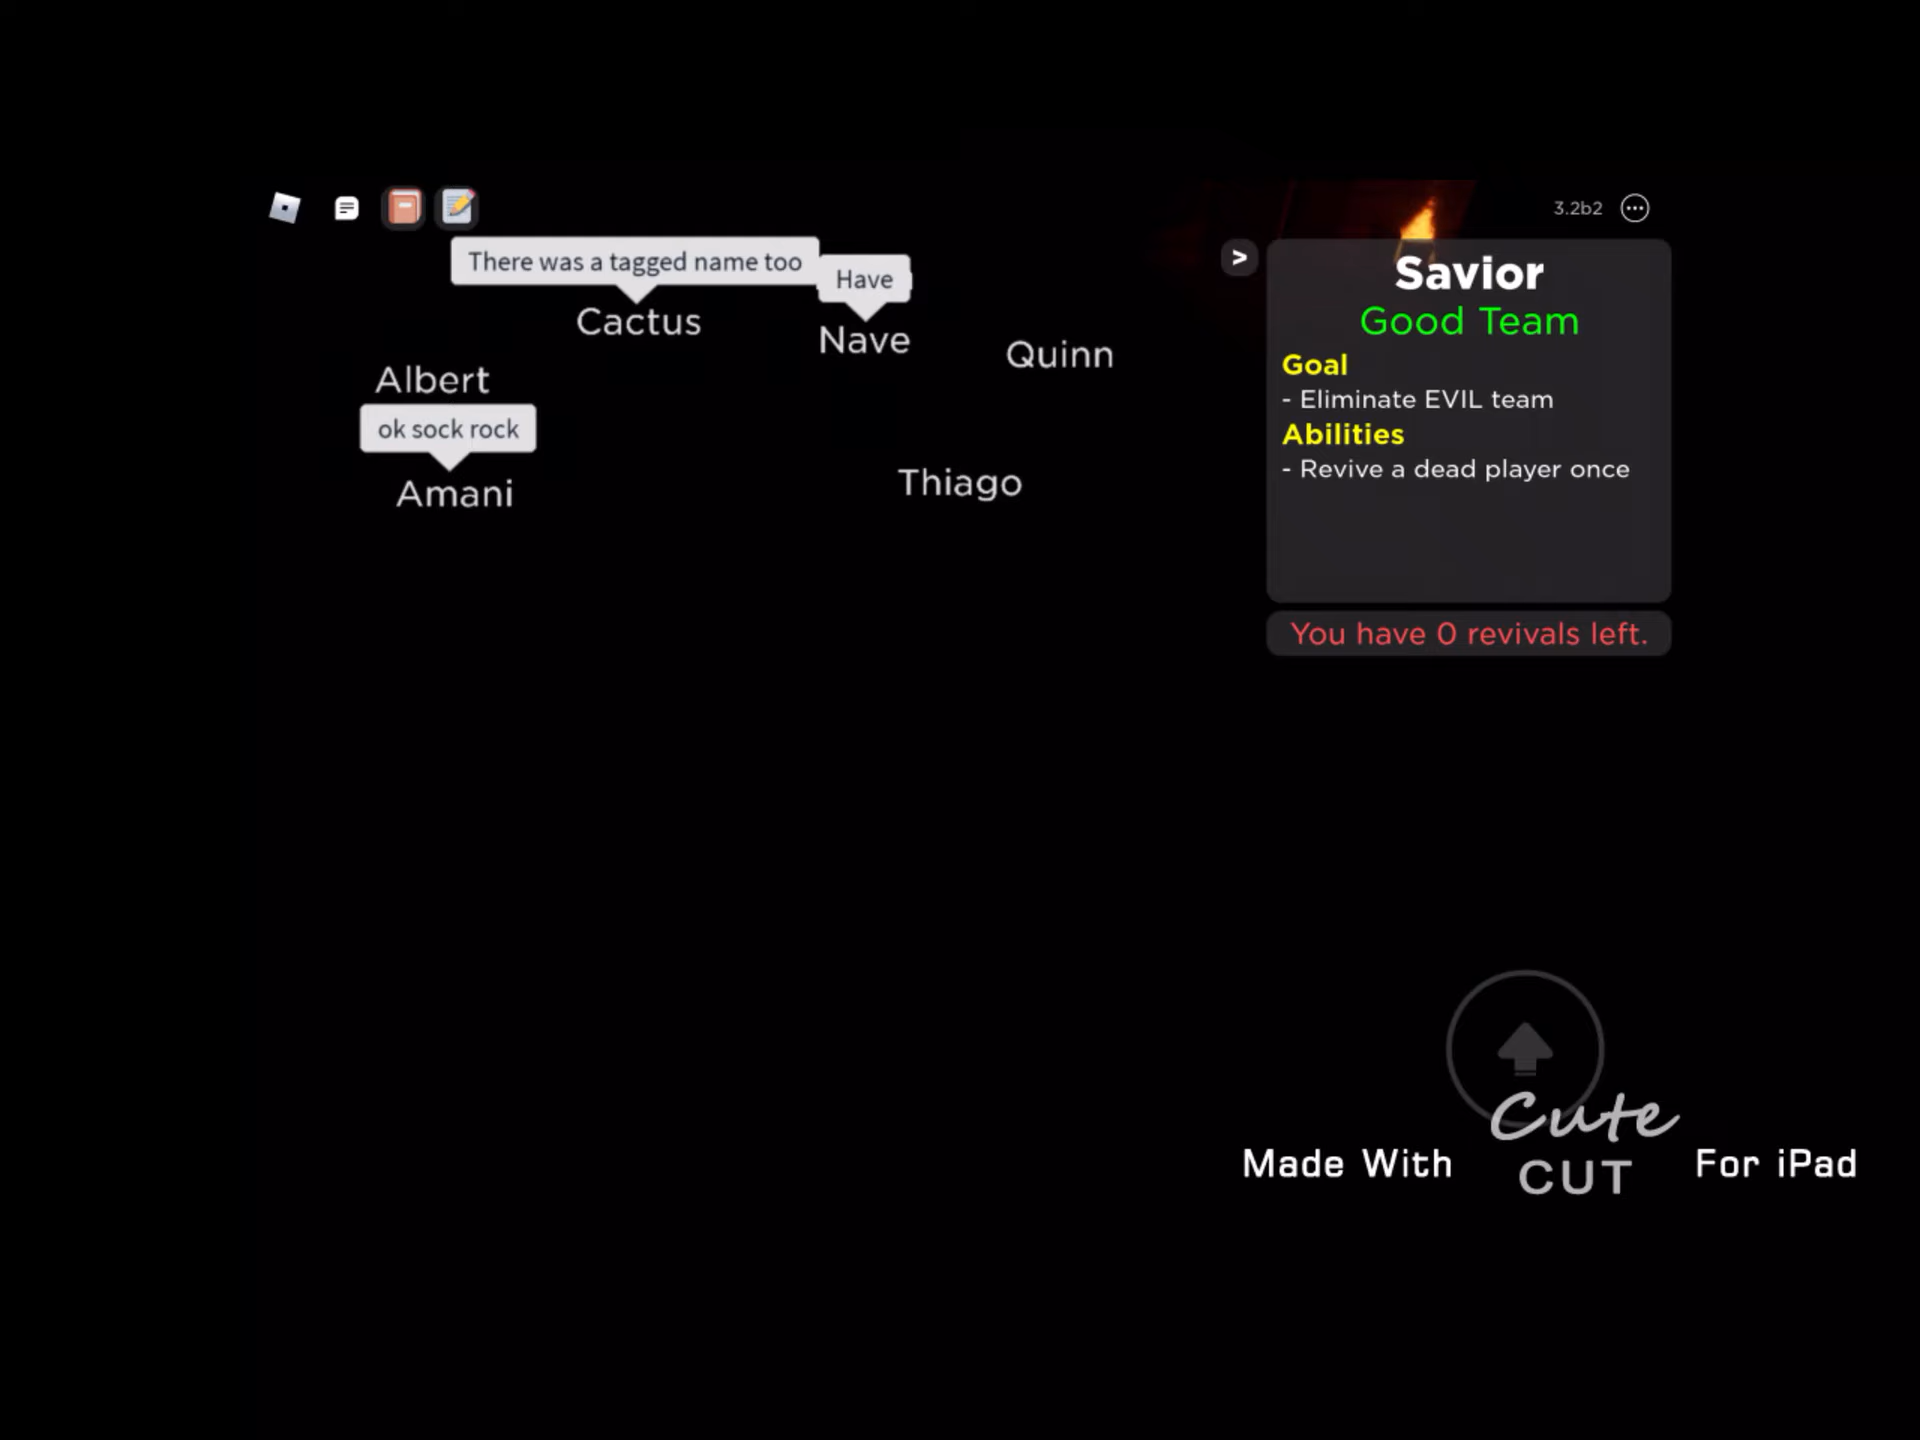 3.2b2
There was a tagged name too
Have
Cactus
Nave
Quinn
Albert
ok sock rock
Amani
Thiago
>
Savior
Good Team
Goal
- Eliminate EVIL team
Abilities
- Revive a dead player once
You have 0 revivals left.
Made With Cute CUT For iPad